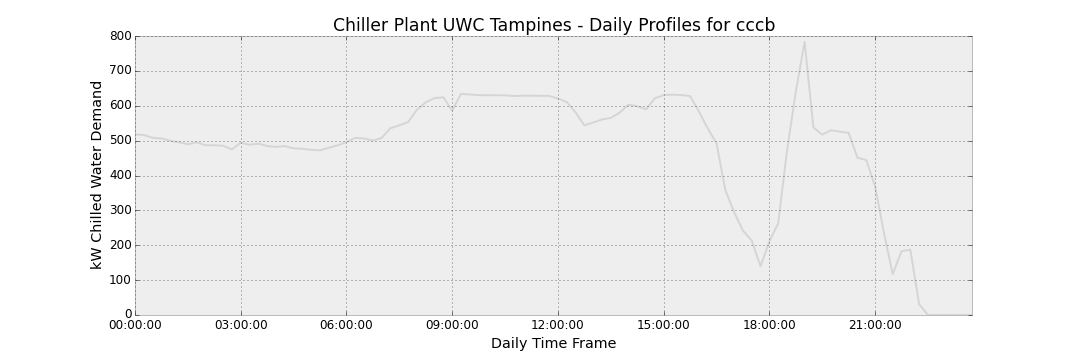 Chiller Plant UWC Tampines - Daily Profiles for cccb
800
700
600
500
400
300
200
100
0
kW Chilled Water Demand
00:00:00 03:00:00 06:00:00 09:00:00 12:00:00 15:00:00 18:00:00 21:00:00
Daily Time Frame